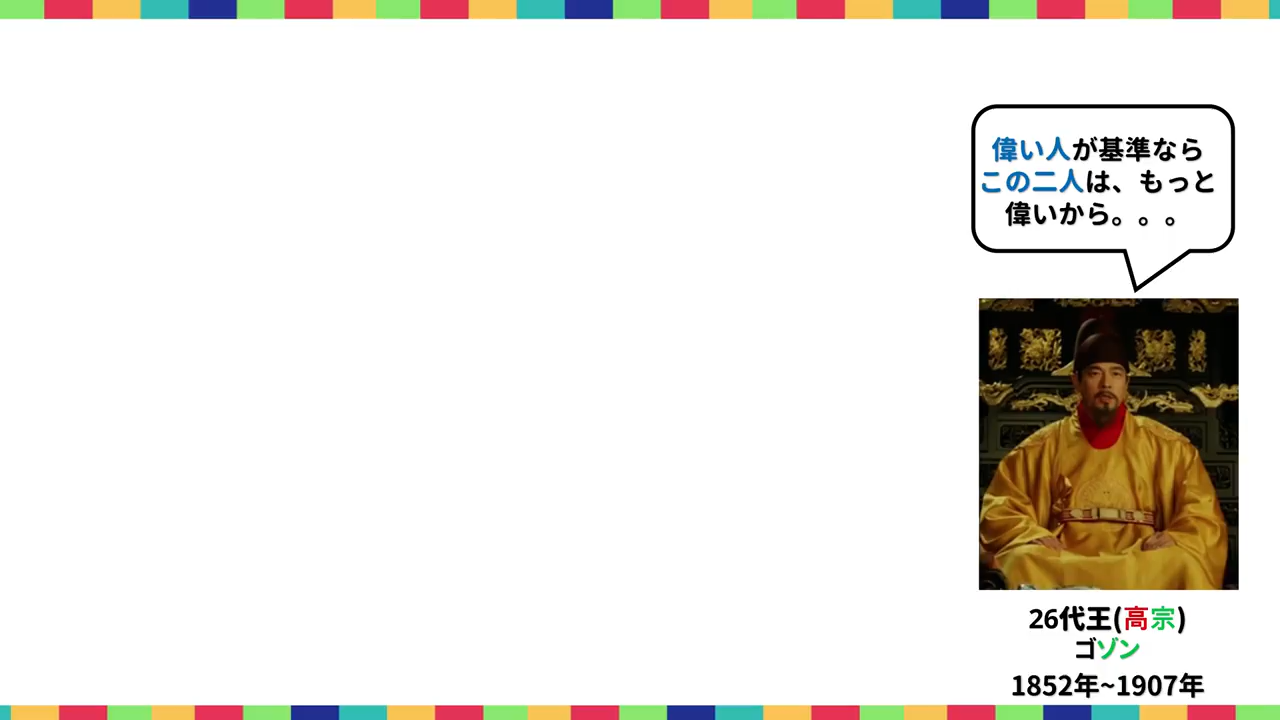 偉い人が基準なら
この二人は、もっと
偉いから。。。
26代王(高宗)
ゴゾン
1852年~1907年